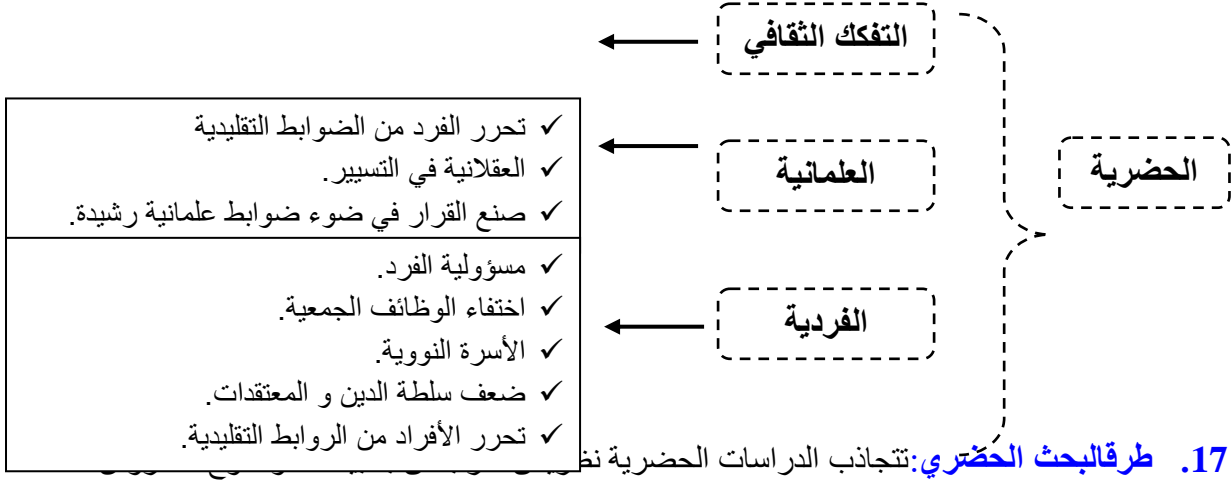 الحضرية
التفكك الثقافي
العلمانية
✓ تحرر الفرد من الضوابط التقليدية
✓ العقلانية في التسيير.
✓ صنع القرار في ضوء ضوابط علمانية رشيدة.
الفردية
✓ مسؤولية الفرد.
✓ اختفاء الوظائف الجمعية.
✓ الأسرة النووية.
✓ ضعف سلطة الدين و المعتقدات.
✓ تحرر الأفراد من الروابط التقليدية.
17. طرقالبحث الحضري:تتجاذب الدراسات الحضرية